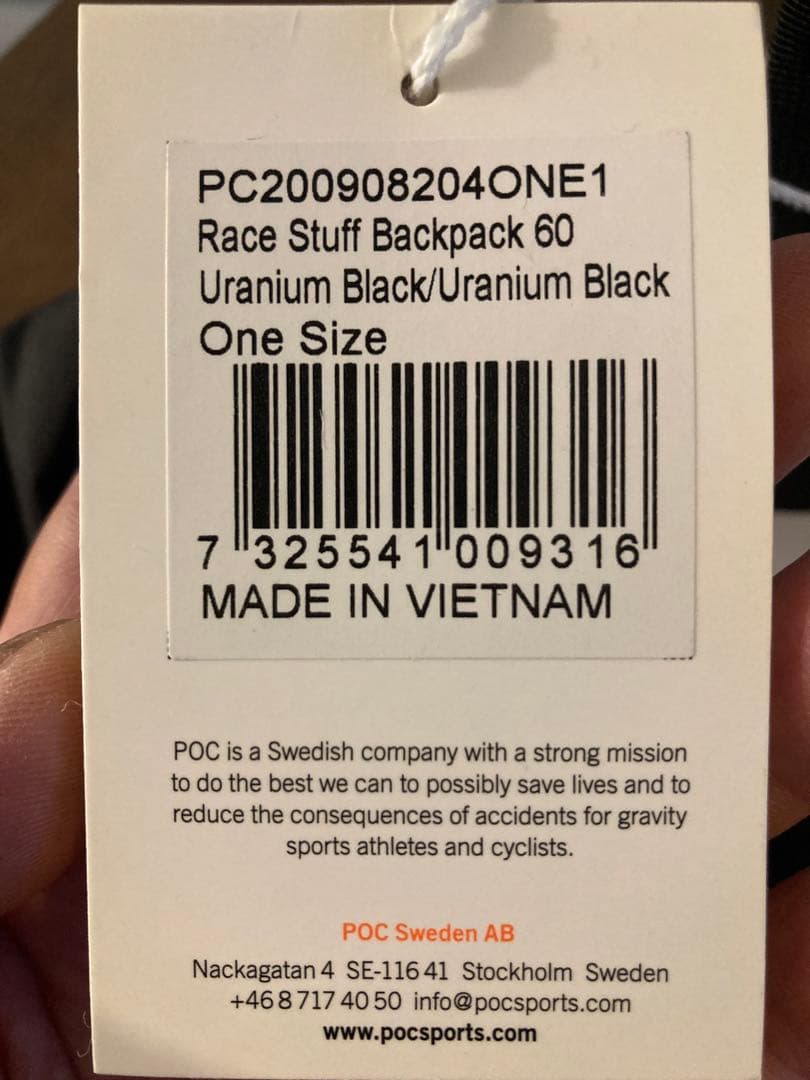 PC200908204ONE1
Race Stuff Backpack 60
Uranium Black/Uranium Black
One Size
7 325541 009316
MADE IN VIETNAM
POC is a Swedish company with a strong mission
to do the best we can to possibly save lives and to
reduce the consequences of accidents for gravity
sports athletes and cyclists.
POC Sweden AB
Nackagatan 4 SE-116 41 Stockholm Sweden
+46 8 717 40 50 info@pocsports.com
www.pocsports.com